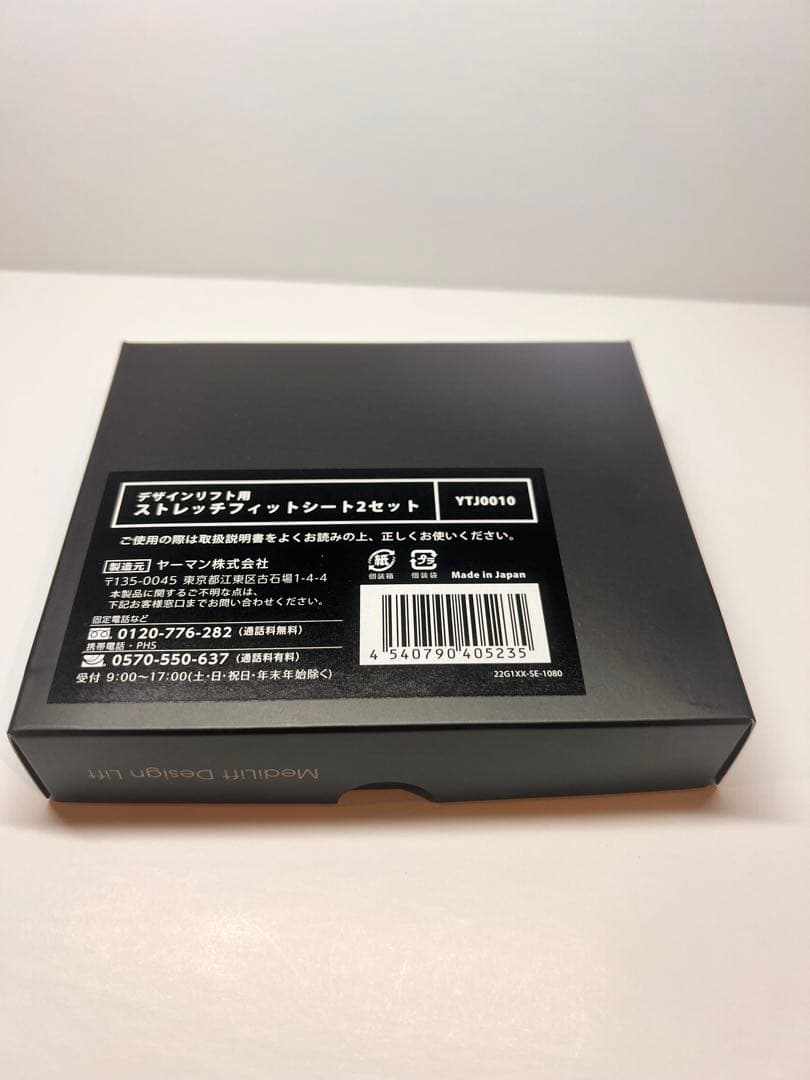 デザインリフト用
ストレッチフィットシート2セット
YTJ0010
ご使用の際は取扱説明書をよくお読みの上、正しくお使いください。
製造元 ヤーマン株式会社
〒135-0045 東京都江東区古石場1-4-4
本製品に関するご不明な点は、
下記お客様窓口までお問い合わせください。
固定電話など
0120-776-282(通話料無料)
携帯電話・PHS
0570-550-637(通話料有料)
受付 9:00〜17:00(土・日・祝日・年末年始除く)
紙 プラ
個装箱 個装袋
Made in Japan
4 540790 405235
22G1XX-SE-1080
MediLift Design Lift